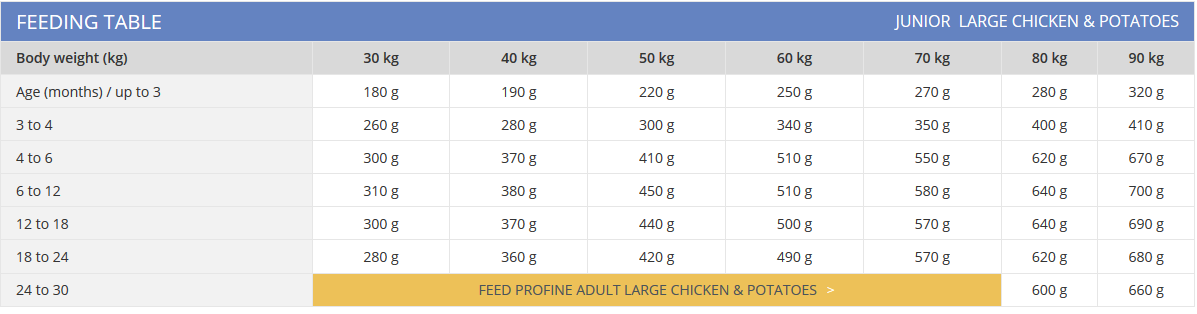 FEEDING TABLE JUNIOR LARGE CHICKEN & POTATOES
Body weight (kg) 30 kg 40 kg 50 kg 60 kg 70 kg 80 kg 90 kg
Age (months) / up to 3 180 g 190 g 220 g 250 g 270 g 280 g 320 g
3 to 4 260 g 280 g 300 g 340 g 350 g 400 g 410 g
4 to 6 300 g 370 g 410 g 510 g 550 g 620 g 670 g
6 to 12 310 g 380 g 450 g 510 g 580 g 640 g 700 g
12 to 18 300 g 370 g 440 g 500 g 570 g 640 g 690 g
18 to 24 280 g 360 g 420 g 490 g 570 g 620 g 680 g
24 to 30 FEED PROFINE ADULT LARGE CHICKEN & POTATOES > 600 g 660 g